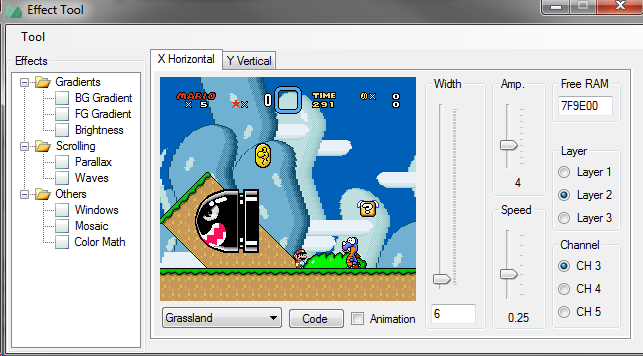 Effect Tool
Tool
Effects
Gradients
BG Gradient
FG Gradient
Brightness
Scrolling
Parallax
Waves
Others
Windows
Mosaic
Color Math
X Horizontal
Y Vertical
MARIO
x 5
x
0
TIME
291
x 0
0
?
Grassland
Code
Animation
Width
6
Amp.
4
Speed
0.25
Free RAM
7F9E00
Layer
Layer 1
Layer 2
Layer 3
Channel
CH 3
CH 4
CH 5